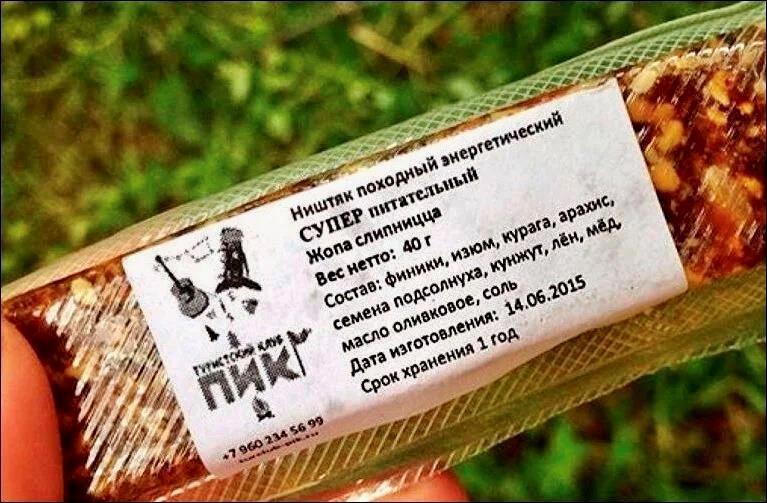 Ништяк походный энергетический
СУПЕР питательный
Жопа слипницца
Вес нетто: 40 г
Состав: финики, изюм, курага, арахис,
семена подсолнуха, кунжут, лён, мёд,
масло оливковое, соль
Дата изготовления: 14.06.2015
Срок хранения 1 год
ТУРИСТСКИЙ КЛУБ
ПИК
+7 960 234 56 99